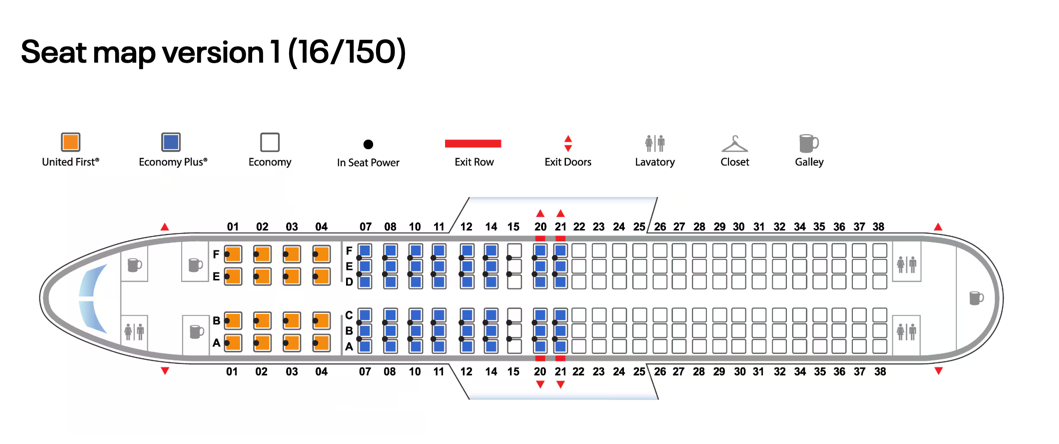 Seat map version 1 (16/150)
United First®
Economy Plus®
Economy
In Seat Power
Exit Row
Exit Doors
Lavatory
Closet
Galley
01 02 03 04 07 08 10 11 12 14 15 20 21 22 23 24 25 26 27 28 29 30 31 32 34 35 36 37 38
F F
E E
D
C
B B
A A
01 02 03 04 07 08 10 11 12 14 15 20 21 22 23 24 25 26 27 28 29 30 31 32 34 35 36 37 38